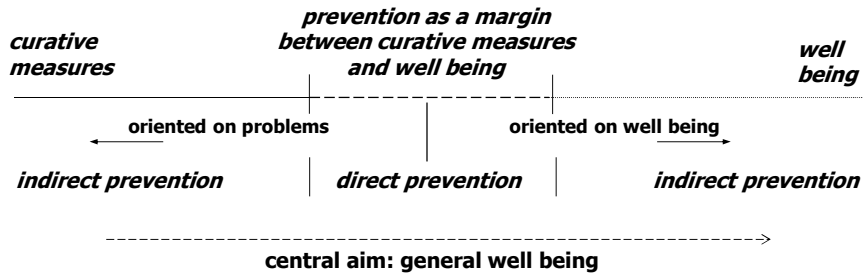 prevention as a margin
between curative measures
and well being
curative
measures
well
being
oriented on problems
oriented on well being
indirect prevention
direct prevention
indirect prevention
central aim: general well being